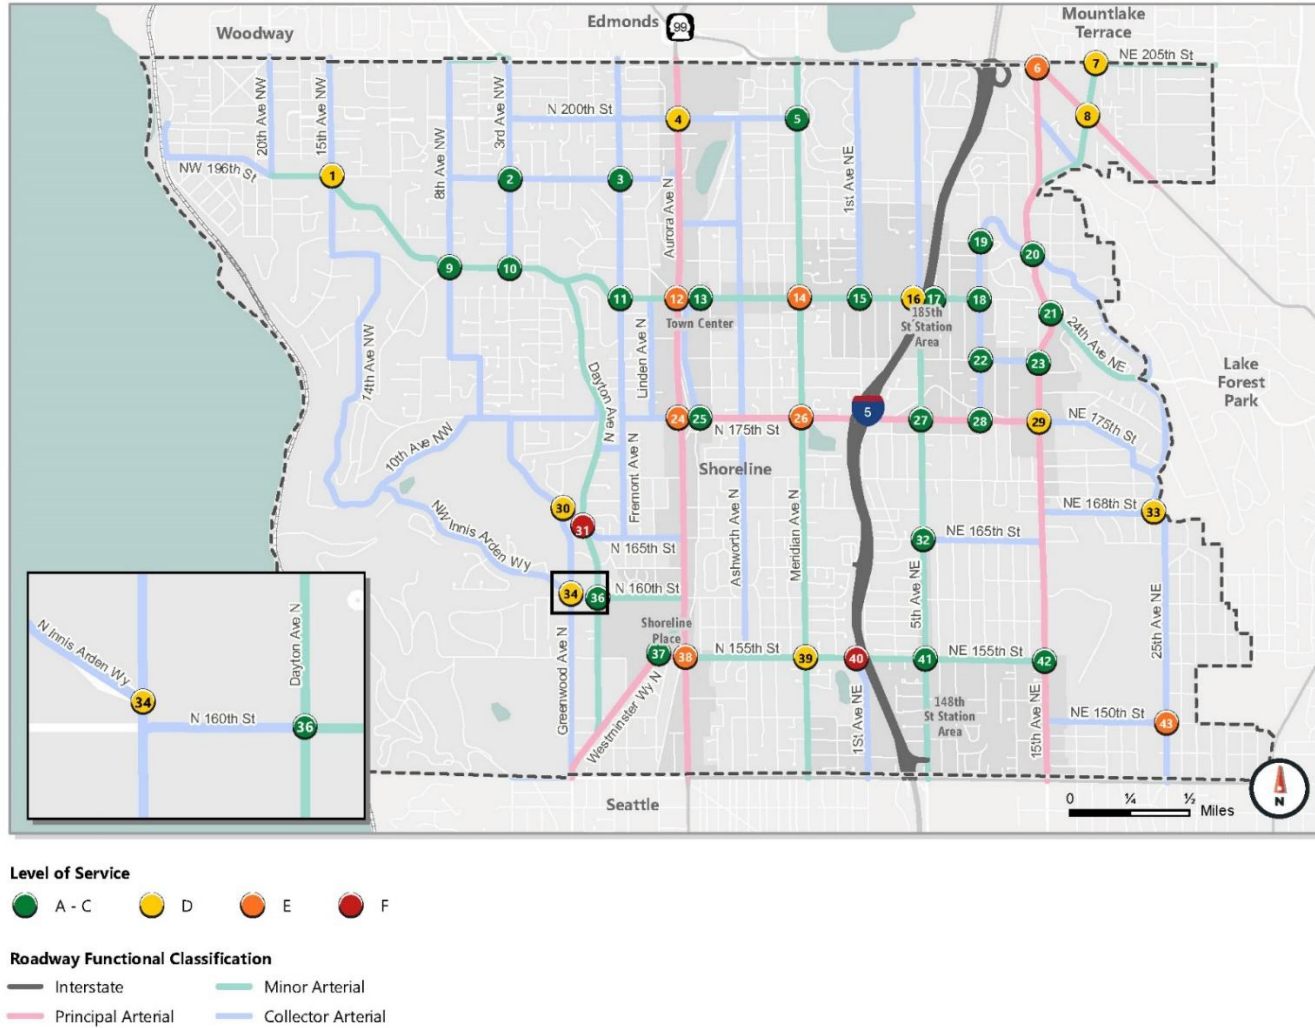 Woodway
Edmonds
99
Mountlake
Terrace
NE 205th St
20th Ave NW
15th Ave NW
8th Ave NW
3rd Ave NW
N 200th St
NW 196th St
Aurora Ave N
1st Ave NE
6
7
8
4
5
1
2
3
19
20
9
10
11
12
13
14
15
16
17
18
21
Town Center
185th
St Station
Area
24th Ave NE
22
23
Lake
Forest
Park
14th Ave NW
Dayton Ave N
Linden Ave N
Fremont Ave N
5
24
25
26
27
28
29
N 175th St
NE 175th St
10th Ave NW
Shoreline
Ashworth Ave N
Meridian Ave N
NW Innis Arden Wy
30
31
N 165th St
32
NE 165th St
NE 168th St
33
34
36
N 160th St
5th Ave NE
25th Ave NE
Shoreline
Place
37
38
N 155th St
39
40
41
NE 155th St
42
Greenwood Ave N
Westminster Wy N
1St Ave NE
148th
St Station
Area
15th Ave NE
NE 150th St
43
Seattle
0 ¼ ½
Miles
N
N Innis Arden Wy
Dayton Ave N
34
N 160th St
36
Level of Service
A - C D E F
Roadway Functional Classification
Interstate Minor Arterial
Principal Arterial Collector Arterial